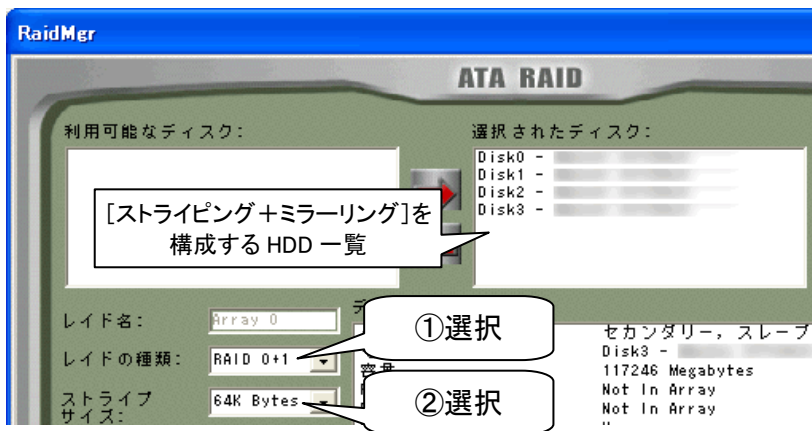 RaidMgr
ATA RAID
利用可能なディスク:
選択されたディスク:
Disk0 -
Disk1 -
Disk2 -
Disk3 -
[ストライピング＋ミラーリング]を
構成する HDD 一覧
レイド名:
Array 0
①選択
セカンダリー, スレーブ
レイドの種類:
RAID 0+1
Disk3 -
117246 Megabytes
ストライプ
サイズ:
64K Bytes
②選択
Not In Array
Not In Array